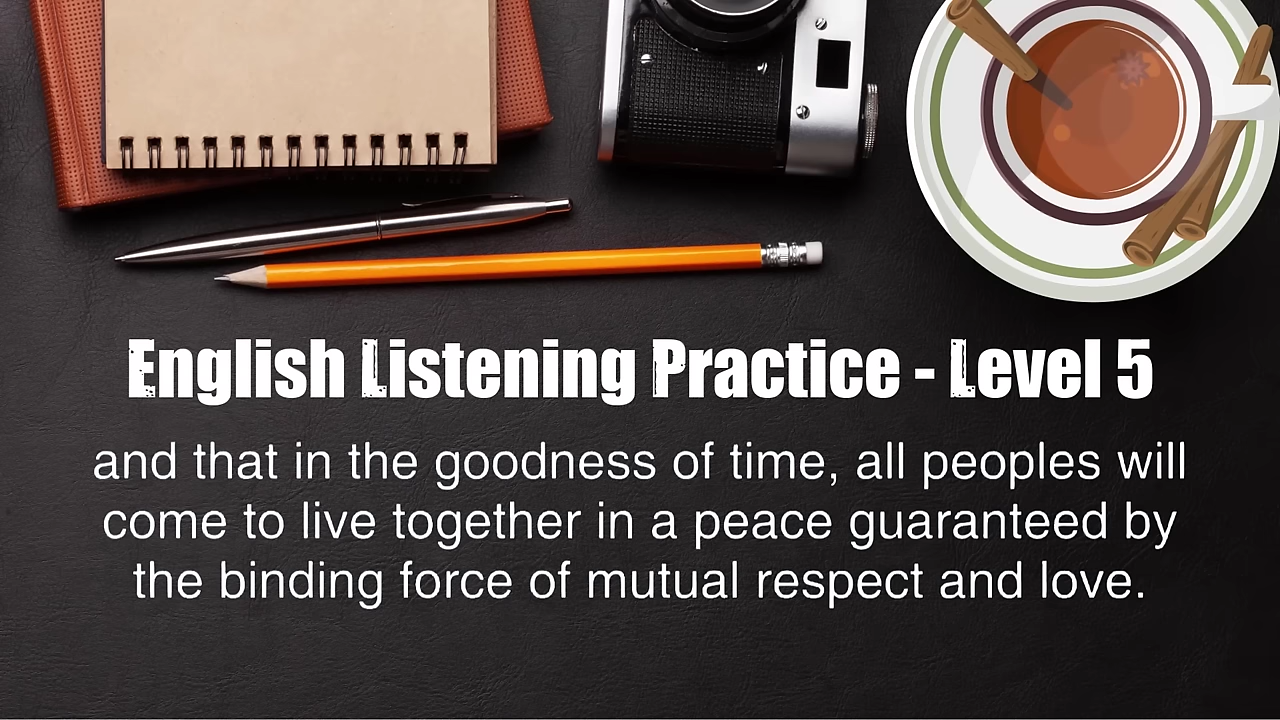 English Listening Practice - Level 5
and that in the goodness of time, all peoples will
come to live together in a peace guaranteed by
the binding force of mutual respect and love.